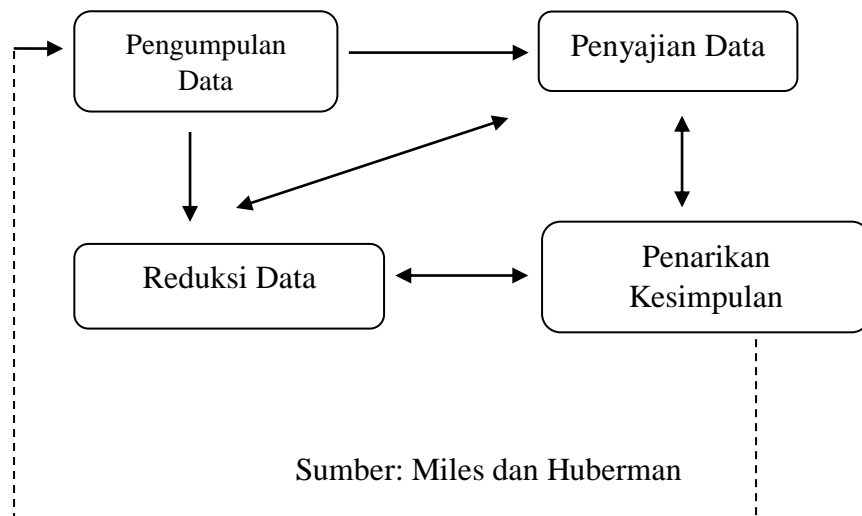 Pengumpulan
Data
Penyajian Data
Reduksi Data
Penarikan
Kesimpulan
Sumber: Miles dan Huberman